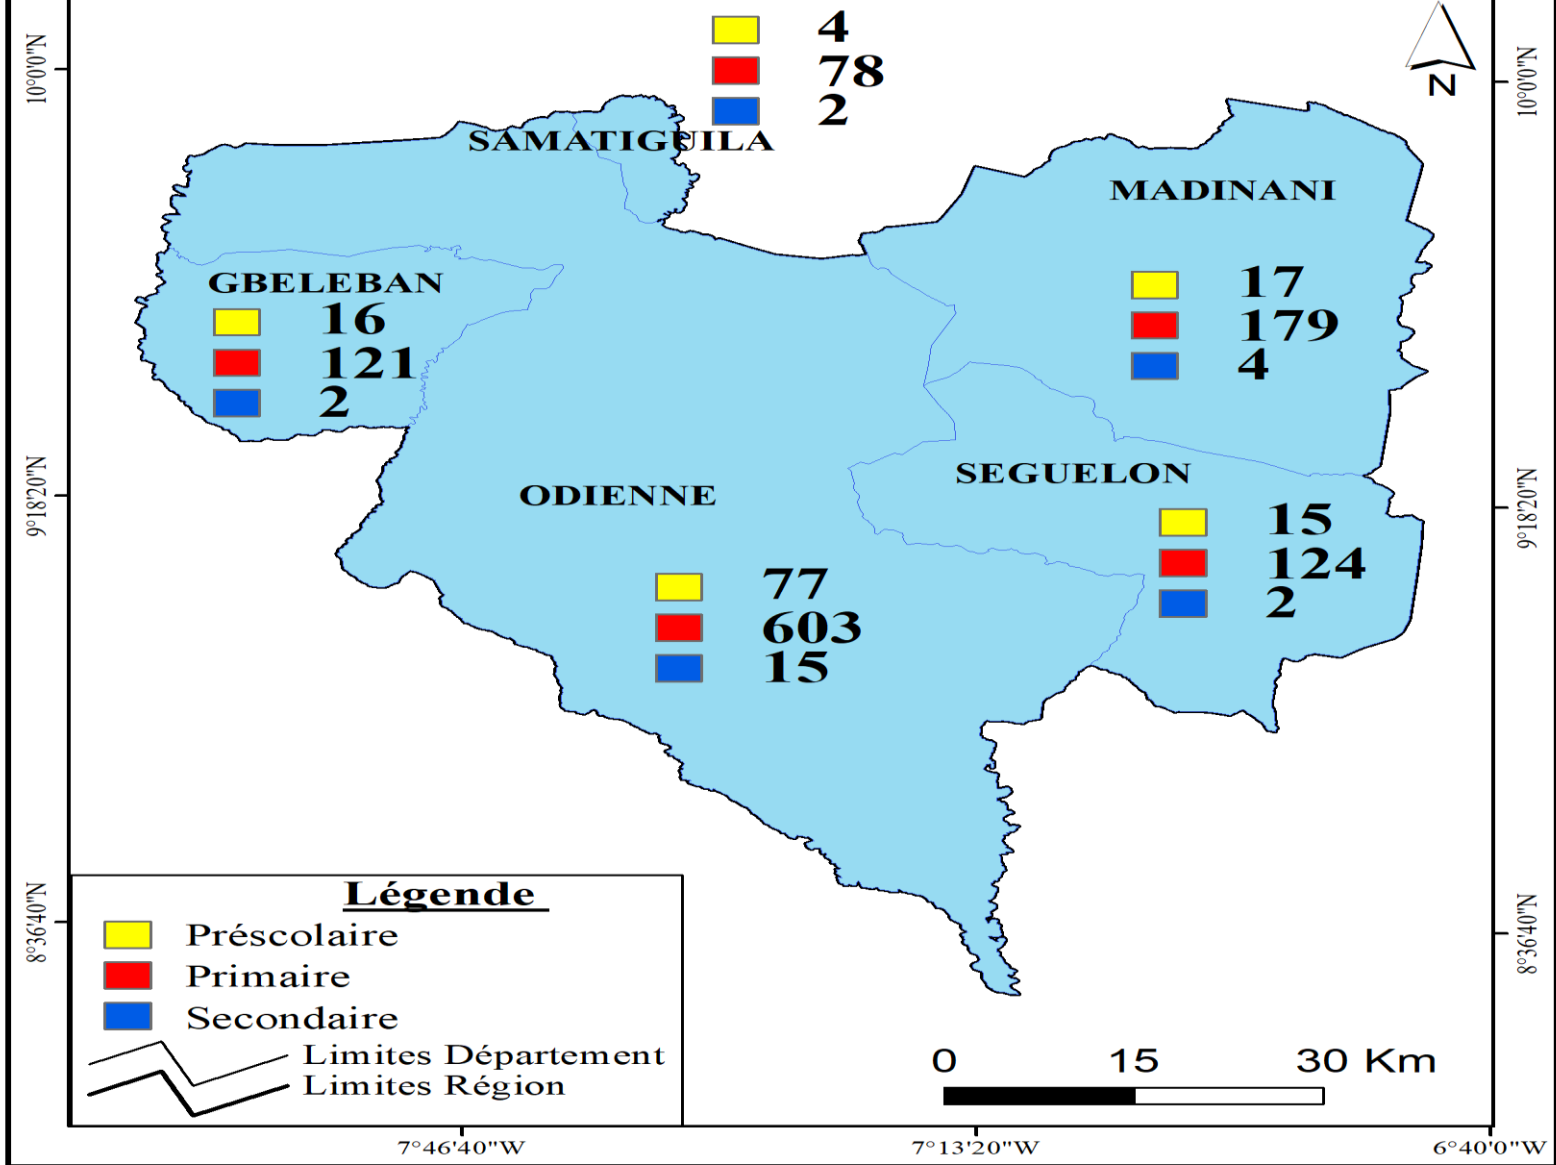 4
78
2
N
10°0'0"N
10°0'0"N
SAMATIGUILA
MADINANI
GBELEBAN
16
121
2
17
179
4
9°18'20"N
9°18'20"N
ODIENNE
SEGUELON
15
124
2
77
603
15
8°36'40"N
8°36'40"N
Légende
Préscolaire
Primaire
Secondaire
Limites Département
Limites Région
0 15 30 Km
7°46'40"W 7°13'20"W 6°40'0"W